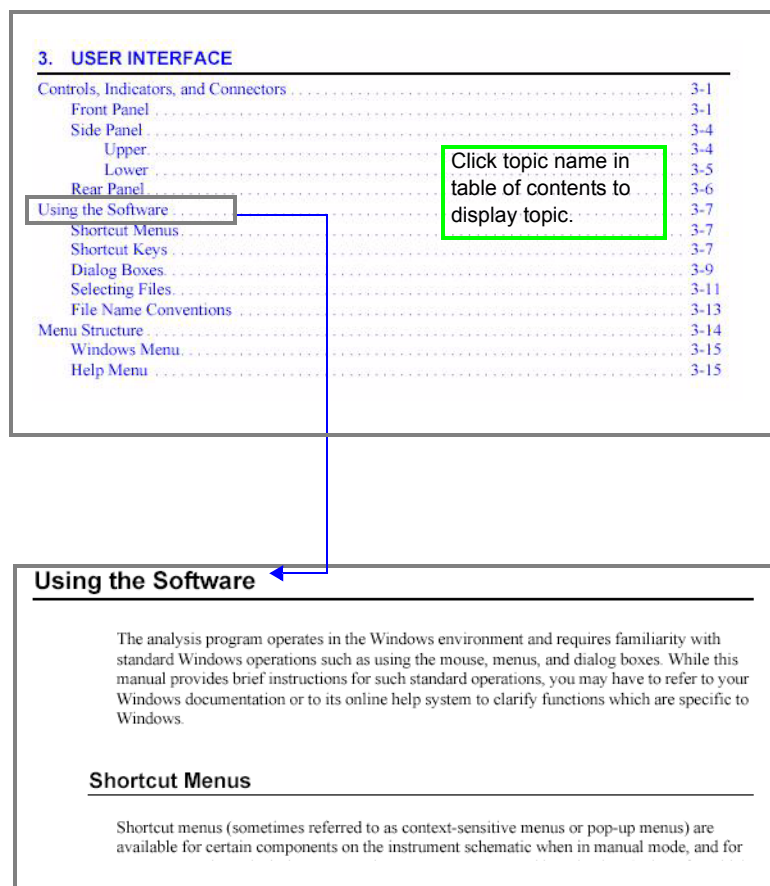 3. USER INTERFACE
Controls, Indicators, and Connectors . . . . . . . . . . . . . . . . . . . . 3-1
Front Panel . . . . . . . . . . . . . . . . . . . . 3-1
Side Panel . . . . . . . . . . . . . . . . . . . . 3-4
Upper. . . . . . . . . . . . . . . . . . . . 3-4
Lower . . . . . . . . . . . . . . . . . . . . 3-5
Rear Panel. . . . . . . . . . . . . . . . . . . . 3-6
Using the Software . . . . . . . . . . . . . . . . . . . . 3-7
Shortcut Menus. . . . . . . . . . . . . . . . . . . . 3-7
Shortcut Keys . . . . . . . . . . . . . . . . . . . . 3-7
Dialog Boxes. . . . . . . . . . . . . . . . . . . . 3-9
Selecting Files. . . . . . . . . . . . . . . . . . . . 3-11
File Name Conventions . . . . . . . . . . . . . . . . . . . . 3-13
Menu Structure . . . . . . . . . . . . . . . . . . . . 3-14
Windows Menu. . . . . . . . . . . . . . . . . . . . 3-15
Help Menu . . . . . . . . . . . . . . . . . . . . 3-15
Click topic name in
table of contents to
display topic.
Using the Software
The analysis program operates in the Windows environment and requires familiarity with
standard Windows operations such as using the mouse, menus, and dialog boxes. While this
manual provides brief instructions for such standard operations, you may have to refer to your
Windows documentation or to its online help system to clarify functions which are specific to
Windows.
Shortcut Menus
Shortcut menus (sometimes referred to as context-sensitive menus or pop-up menus) are
available for certain components on the instrument schematic when in manual mode, and for